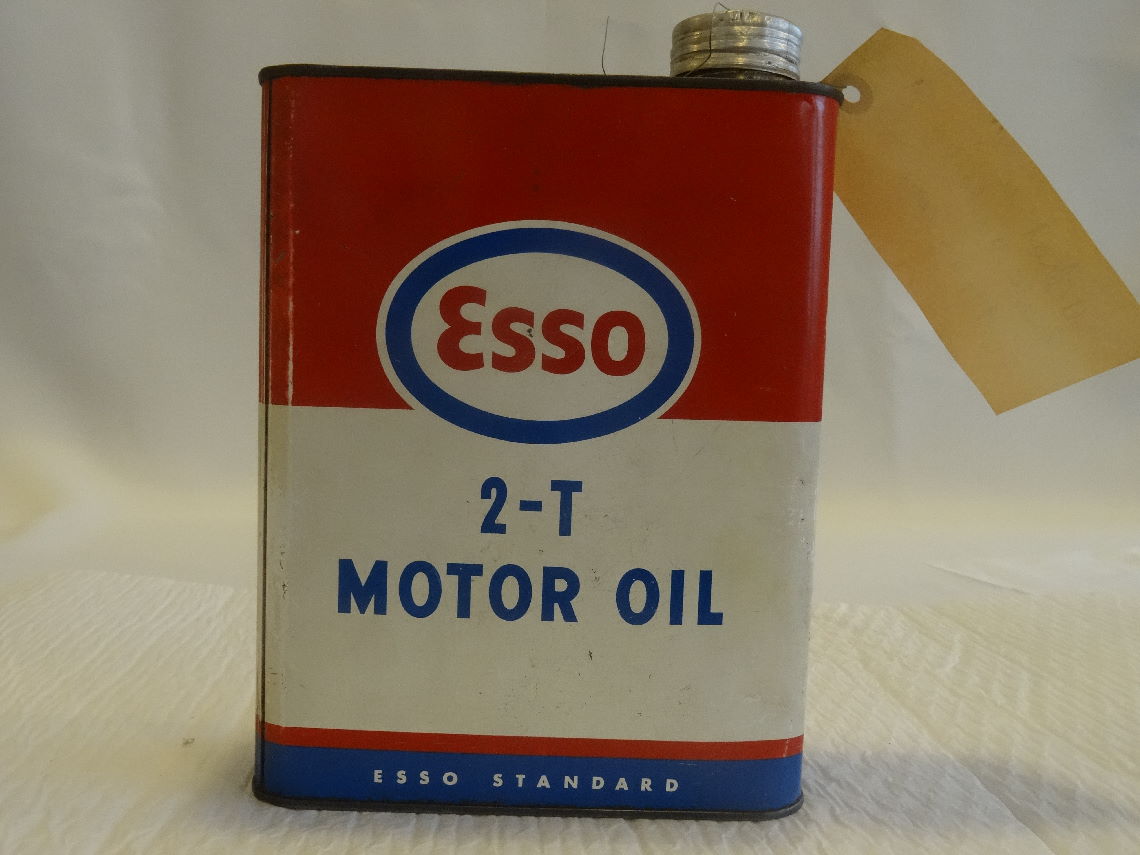 Esso
2-T
MOTOR OIL
ESSO STANDARD